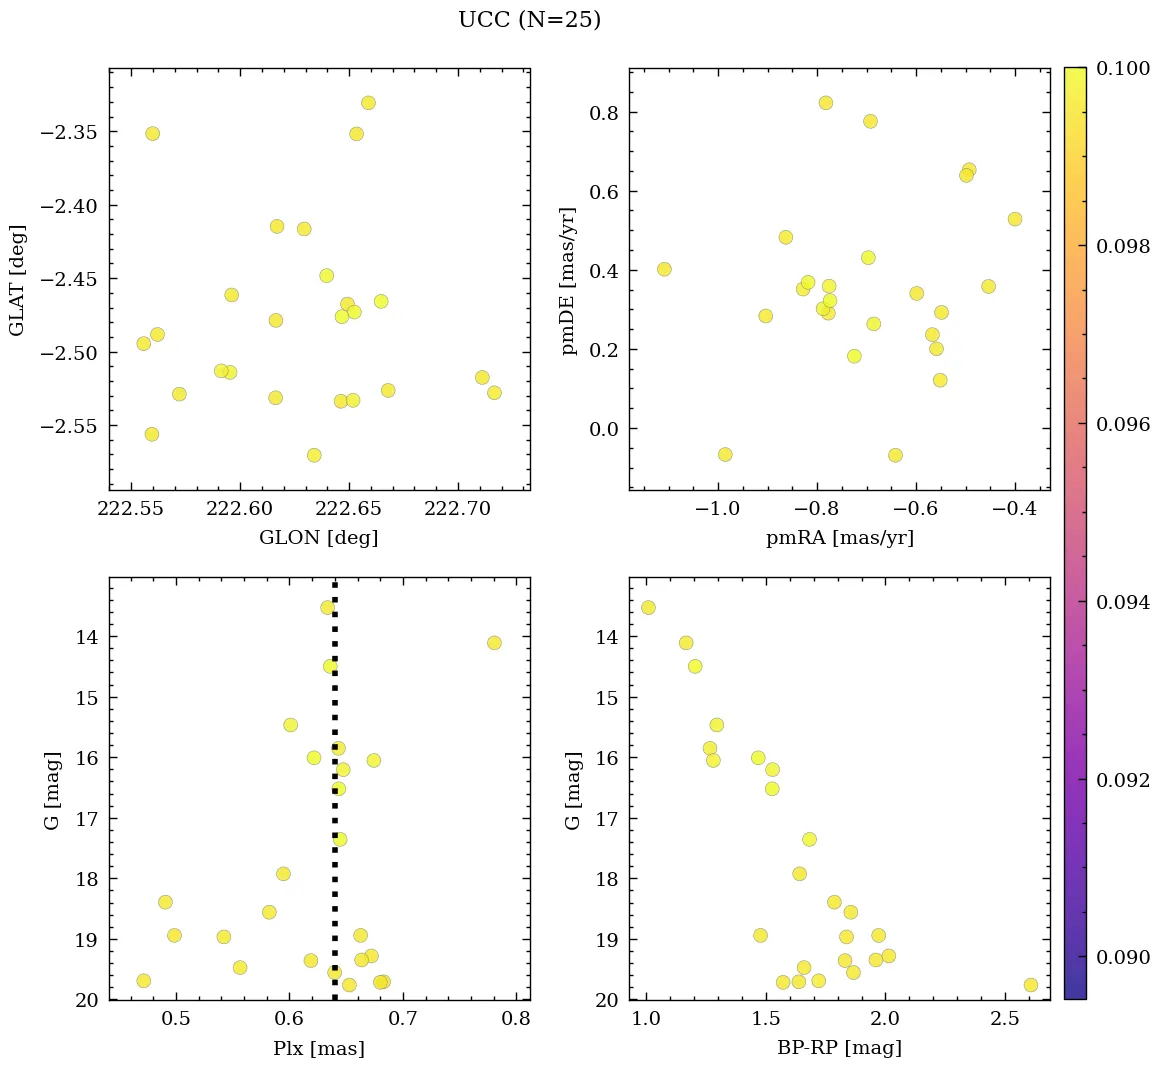 UCC (N=25)
−2.35
−2.40
−2.45
−2.50
−2.55
GLAT [deg]
222.55 222.60 222.65 222.70
GLON [deg]
0.8
0.6
0.4
0.2
0.0
pmDE [mas/yr]
−1.0 −0.8 −0.6 −0.4
pmRA [mas/yr]
14
15
16
17
18
19
20
G [mag]
0.5 0.6 0.7 0.8
Plx [mas]
14
15
16
17
18
19
20
G [mag]
1.0 1.5 2.0 2.5
BP-RP [mag]
0.100
0.098
0.096
0.094
0.092
0.090